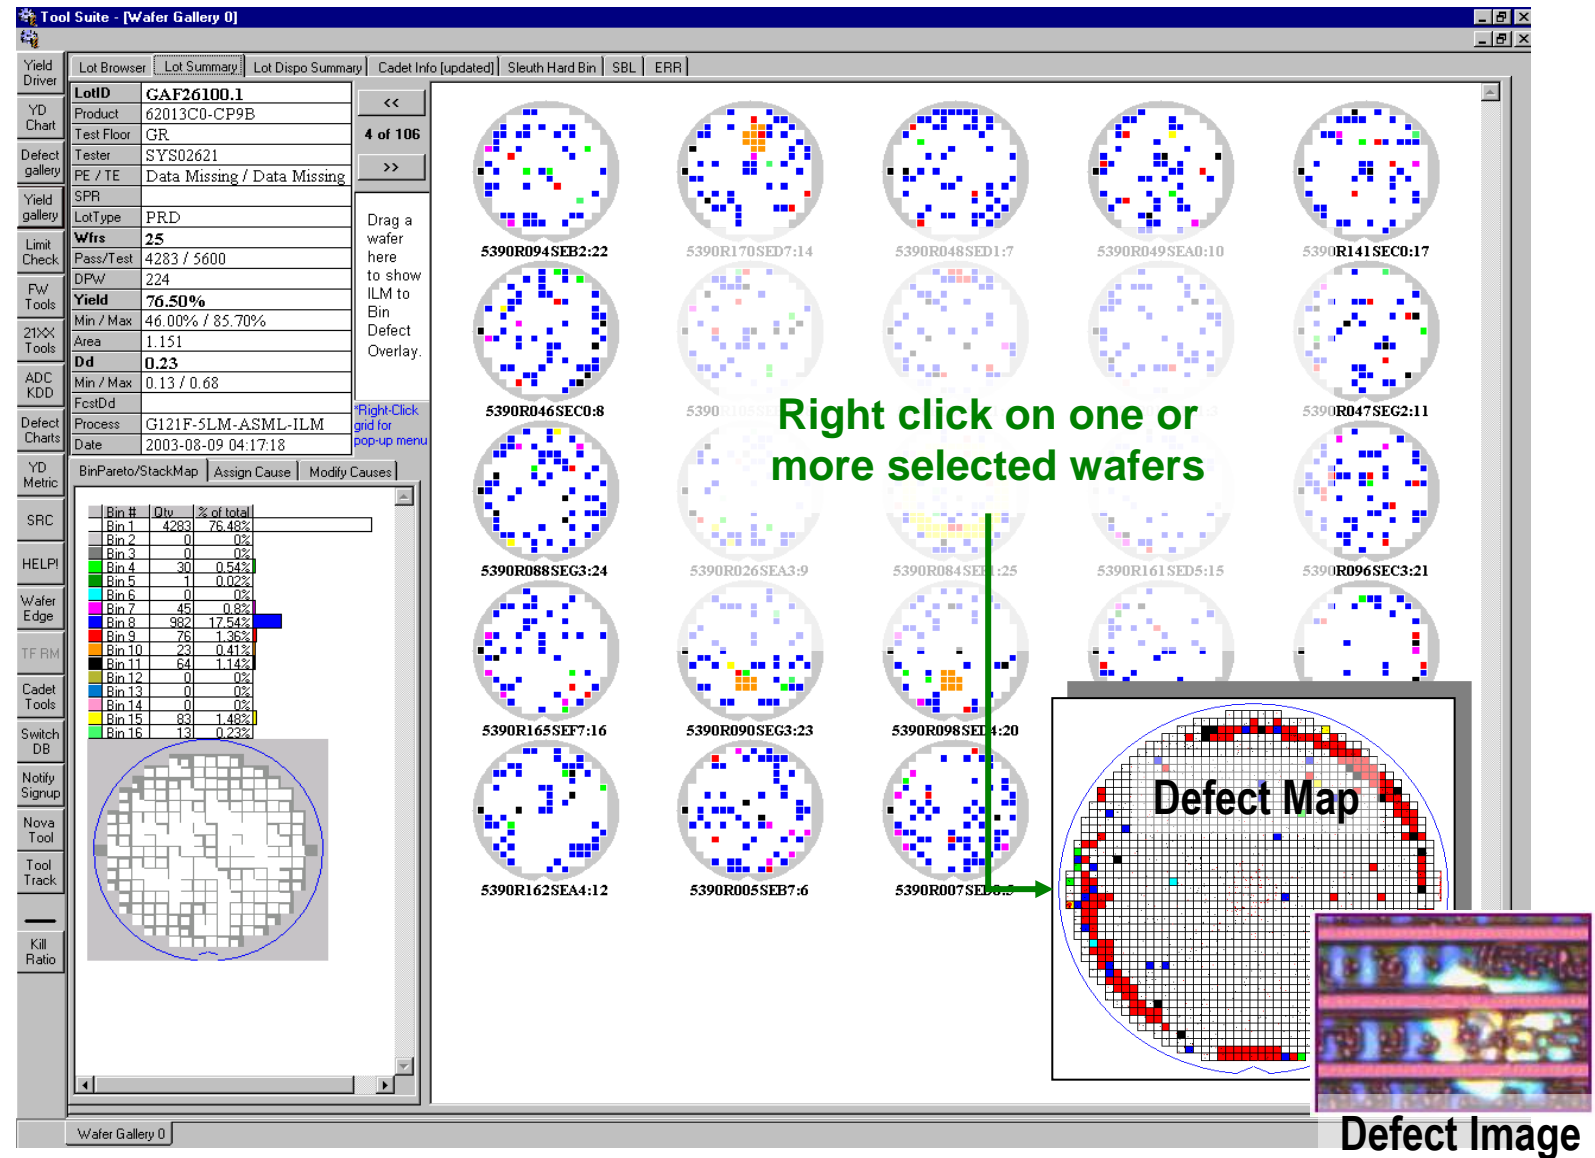 Tool Suite - [Wafer Gallery 0]
Lot Browser
Lot Summary
Lot Dispo Summary
Cadet Info [updated]
Sleuth Hard Bin
SBL
ERR
Yield
Driver
YD
Chart
Defect
gallery
Yield
gallery
Limit
Check
FW
Tools
21XX
Tools
ADC
KDD
Defect
Charts
YD
Metric
SRC
HELP!
Wafer
Edge
TF RM
Cadet
Tools
Switch
DB
Notify
Signup
Nova
Tool
Tool
Track
Kill
Ratio
LotID GAF26100.1
Product 62013C0-CP9B
Test Floor GR
Tester SYS02621
PE / TE Data Missing / Data Missing
SPR
LotType PRD
Wfrs 25
Pass/Test 4283 / 5600
DPW 224
Yield 76.50%
Min / Max 46.00% / 85.70%
Area 1.151
Dd 0.23
Min / Max 0.13 / 0.68
FcstDd
Process G121F-5LM-ASML-ILM
Date 2003-08-09 04:17:18
<<
4 of 106
>>
Drag a
wafer
here
to show
ILM to
Bin
Defect
Overlay.
*Right-Click
grid for
pop-up menu
BinPareto/StackMap
Assign Cause
Modify Causes
Bin # Qty % of total
Bin 1 4283 76.48%
Bin 2 0 0%
Bin 3 0 0%
Bin 4 30 0.54%
Bin 5 1 0.02%
Bin 6 0 0%
Bin 7 45 0.8%
Bin 8 982 17.54%
Bin 9 76 1.36%
Bin 10 23 0.41%
Bin 11 64 1.14%
Bin 12 0 0%
Bin 13 0 0%
Bin 14 0 0%
Bin 15 83 1.48%
Bin 16 13 0.23%
5390R094SEB2:22
5390R170SED7:14
5390R048SED1:7
5390R049SEA0:10
5390R141SEC0:17
5390R046SEC0:8
5390R047SEG2:11
Right click on one or
more selected wafers
5390R088SEG3:24
5390R026SEA3:9
5390R161SED5:15
5390R096SEC3:21
5390R165SEF7:16
5390R090SEG3:23
5390R098SED4:20
5390R162SEA4:12
5390R005SEB7:6
Defect Map
Defect Image
Wafer Gallery 0